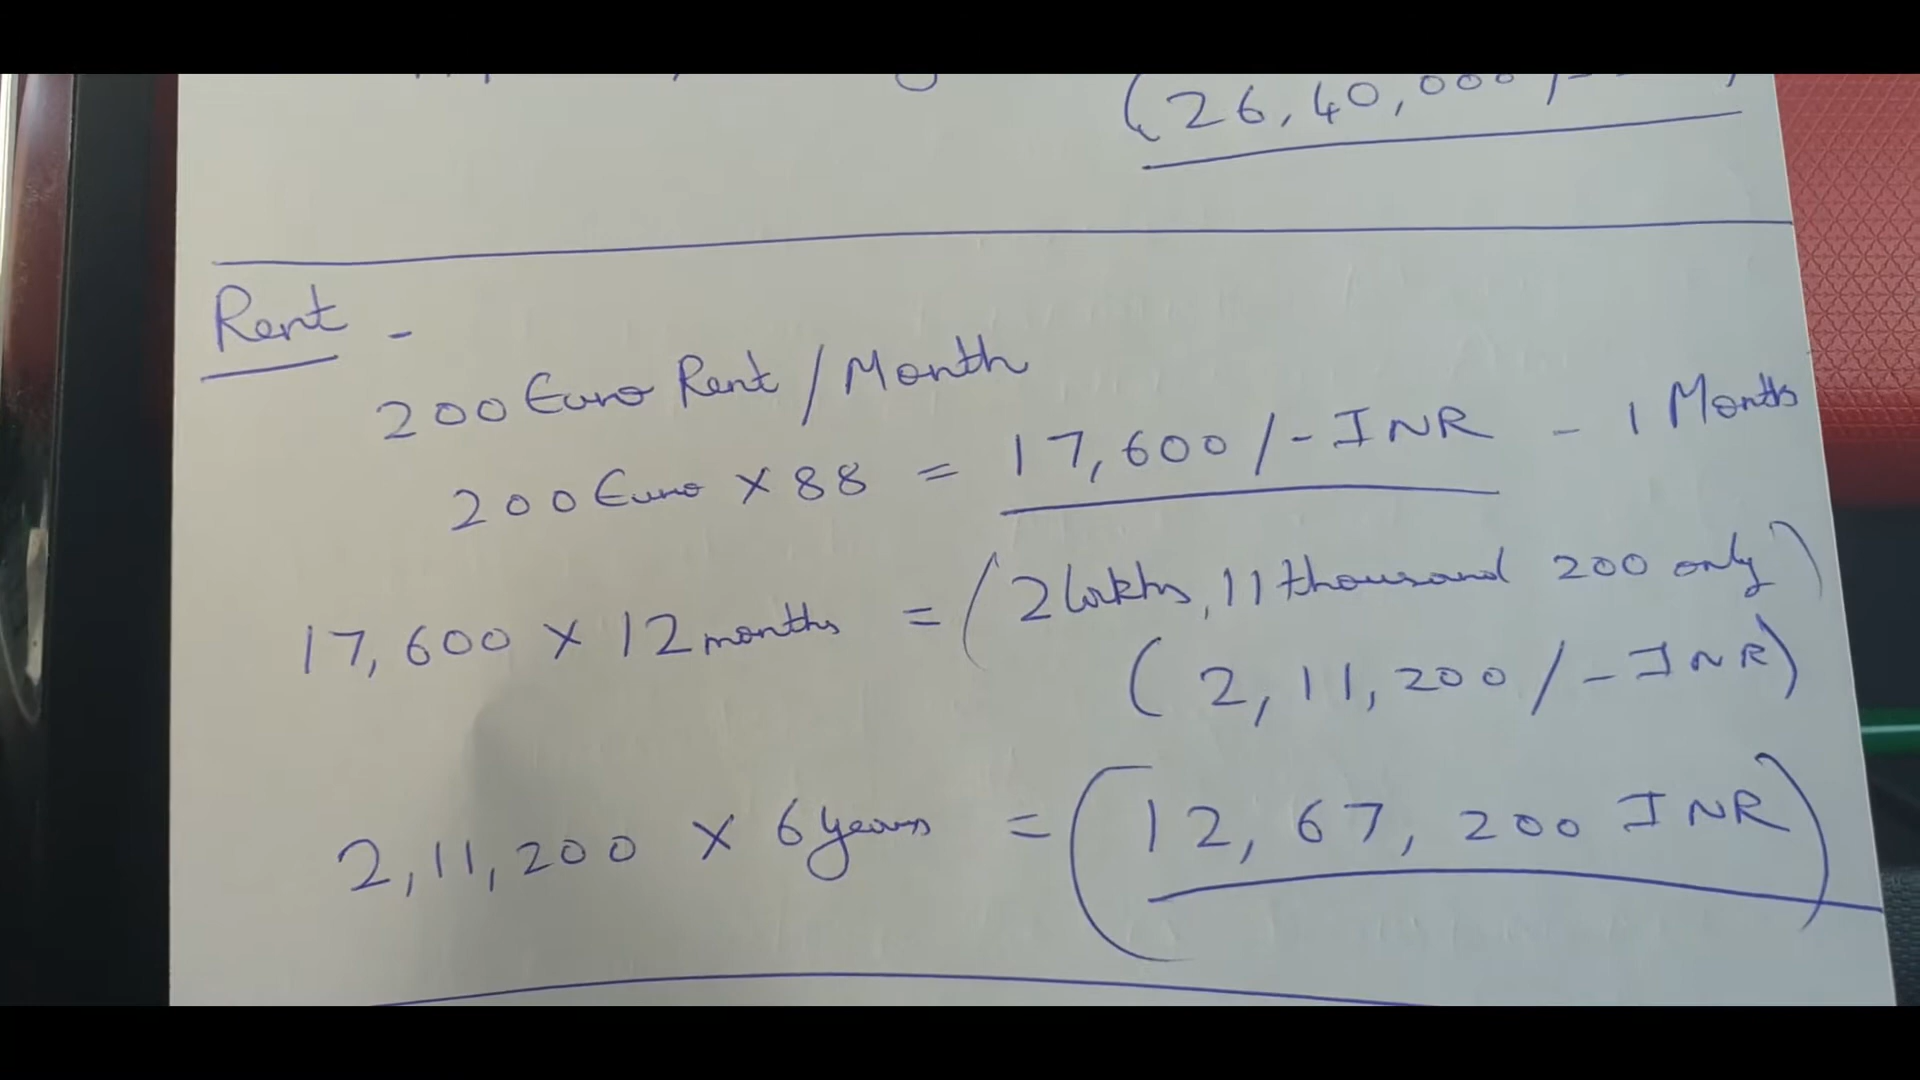 (26,40,000/-
Rent -
200 Euro Rent / Month
200 Euro x 88 = 17,600/- INR - 1 Months
17,600 x 12 months = (2 lakhs, 11 thousand 200 only)
(2,11,200/- INR)
2,11,200 x 6 years = (12,67,200 INR)